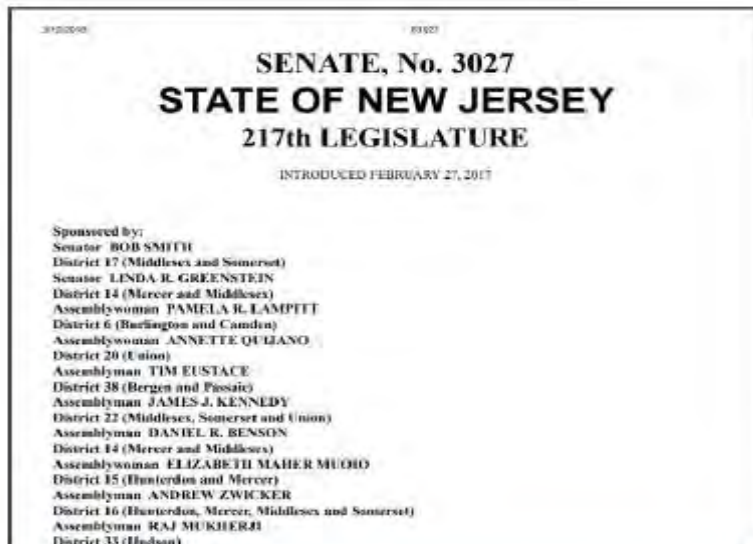 SENATE, No. 3027
STATE OF NEW JERSEY
217th LEGISLATURE
INTRODUCED FEBRUARY 27, 2017
Sponsored by:
Senator BOB SMITH
District 17 (Middlesex and Somerset)
Senator LINDA R. GREENSTEIN
District 14 (Mercer and Middlesex)
Assemblywoman PAMELA R. LAMPITT
District 6 (Burlington and Camden)
Assemblywoman ANNETTE QUIJANO
District 20 (Union)
Assemblyman TIM EUSTACE
District 38 (Bergen and Passaic)
Assemblyman JAMES J. KENNEDY
District 22 (Middlesex, Somerset and Union)
Assemblyman DANIEL R. BENSON
District 14 (Mercer and Middlesex)
Assemblywoman ELIZABETH MAHER MUOIO
District 15 (Hunterdon and Mercer)
Assemblyman ANDREW ZWICKER
District 16 (Hunterdon, Mercer, Middlesex and Somerset)
Assemblyman RAJ MUKHERJI
District 33 (Hudson)